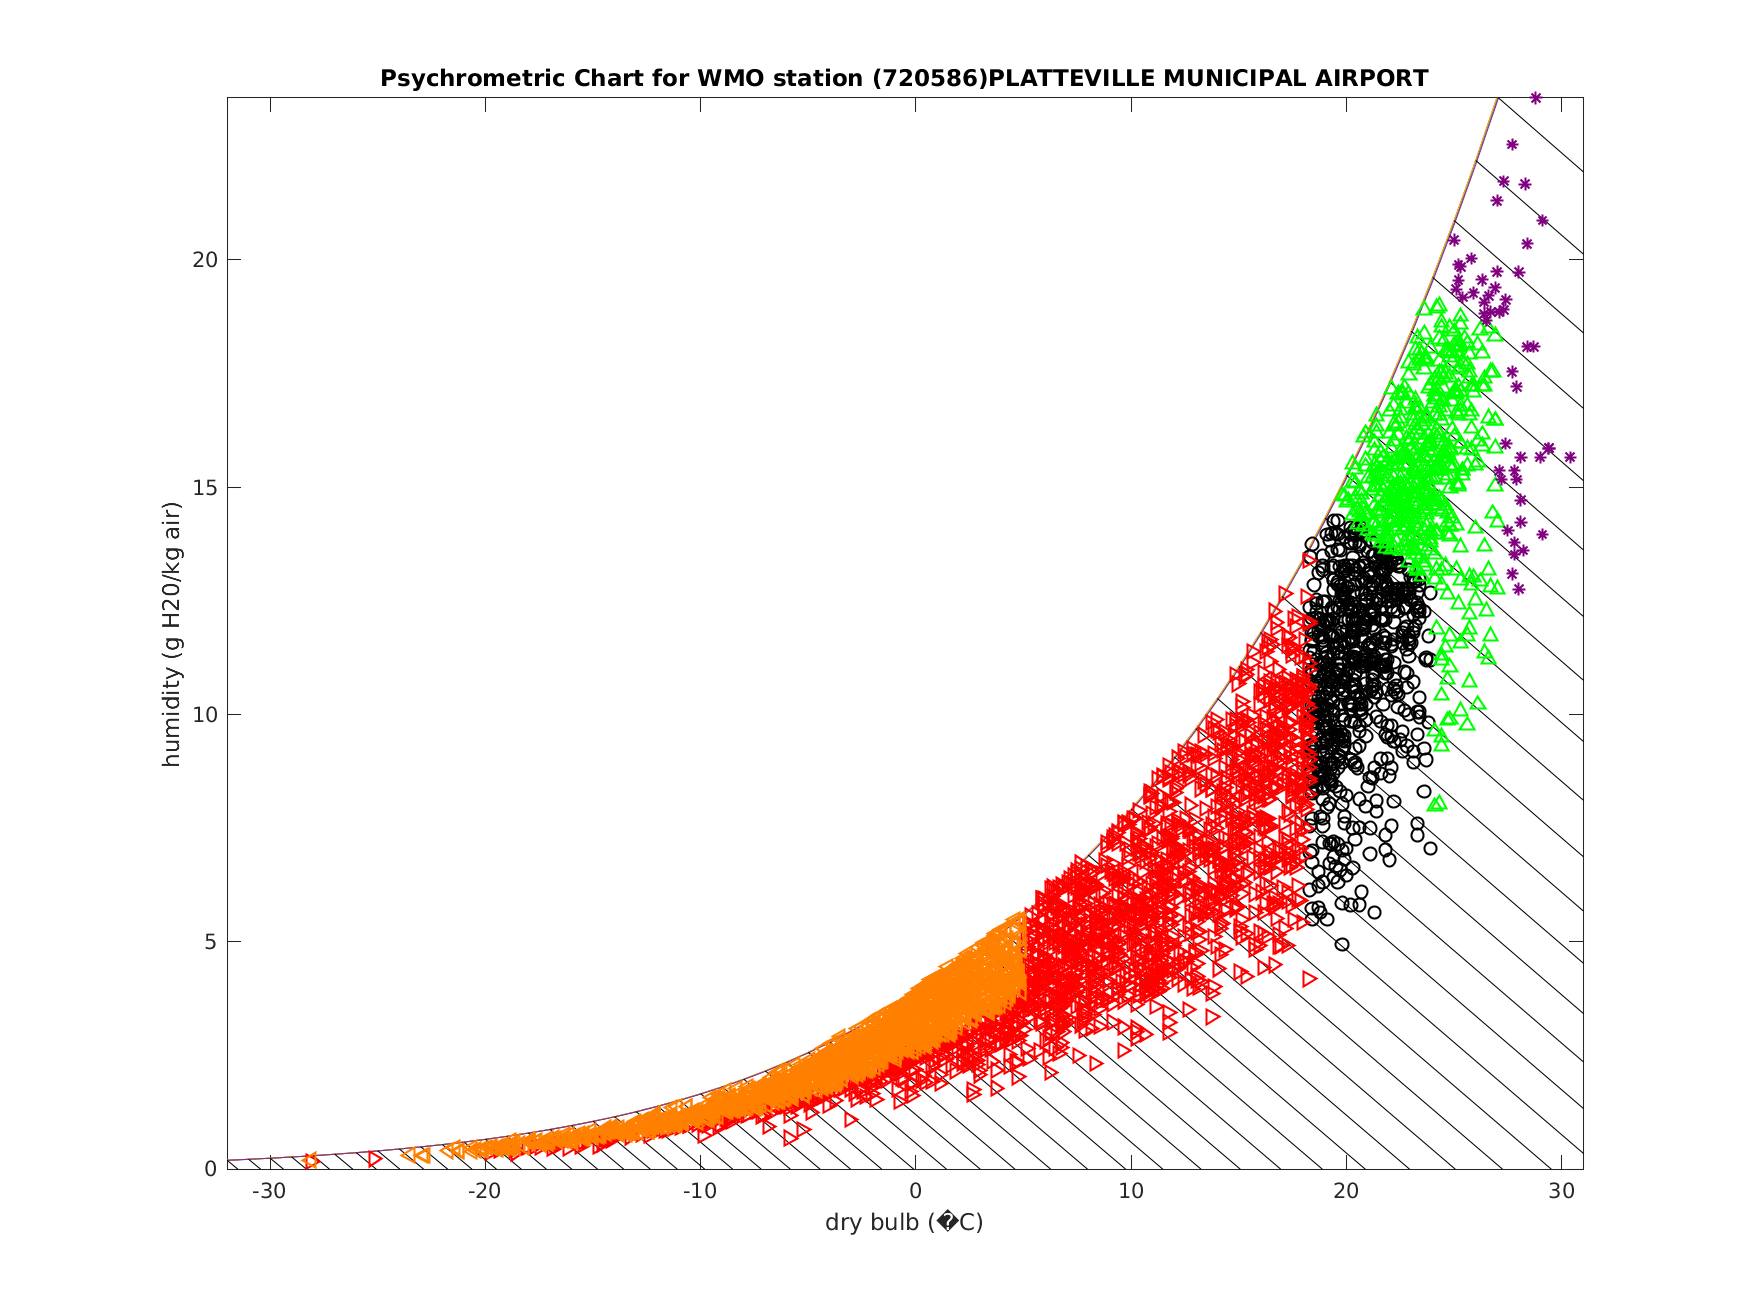 Psychrometric Chart for WMO station (720586)PLATTEVILLE MUNICIPAL AIRPORT
humidity (g H20/kg air)
20
15
10
5
0
-30 -20 -10 0 10 20 30
dry bulb (�C)